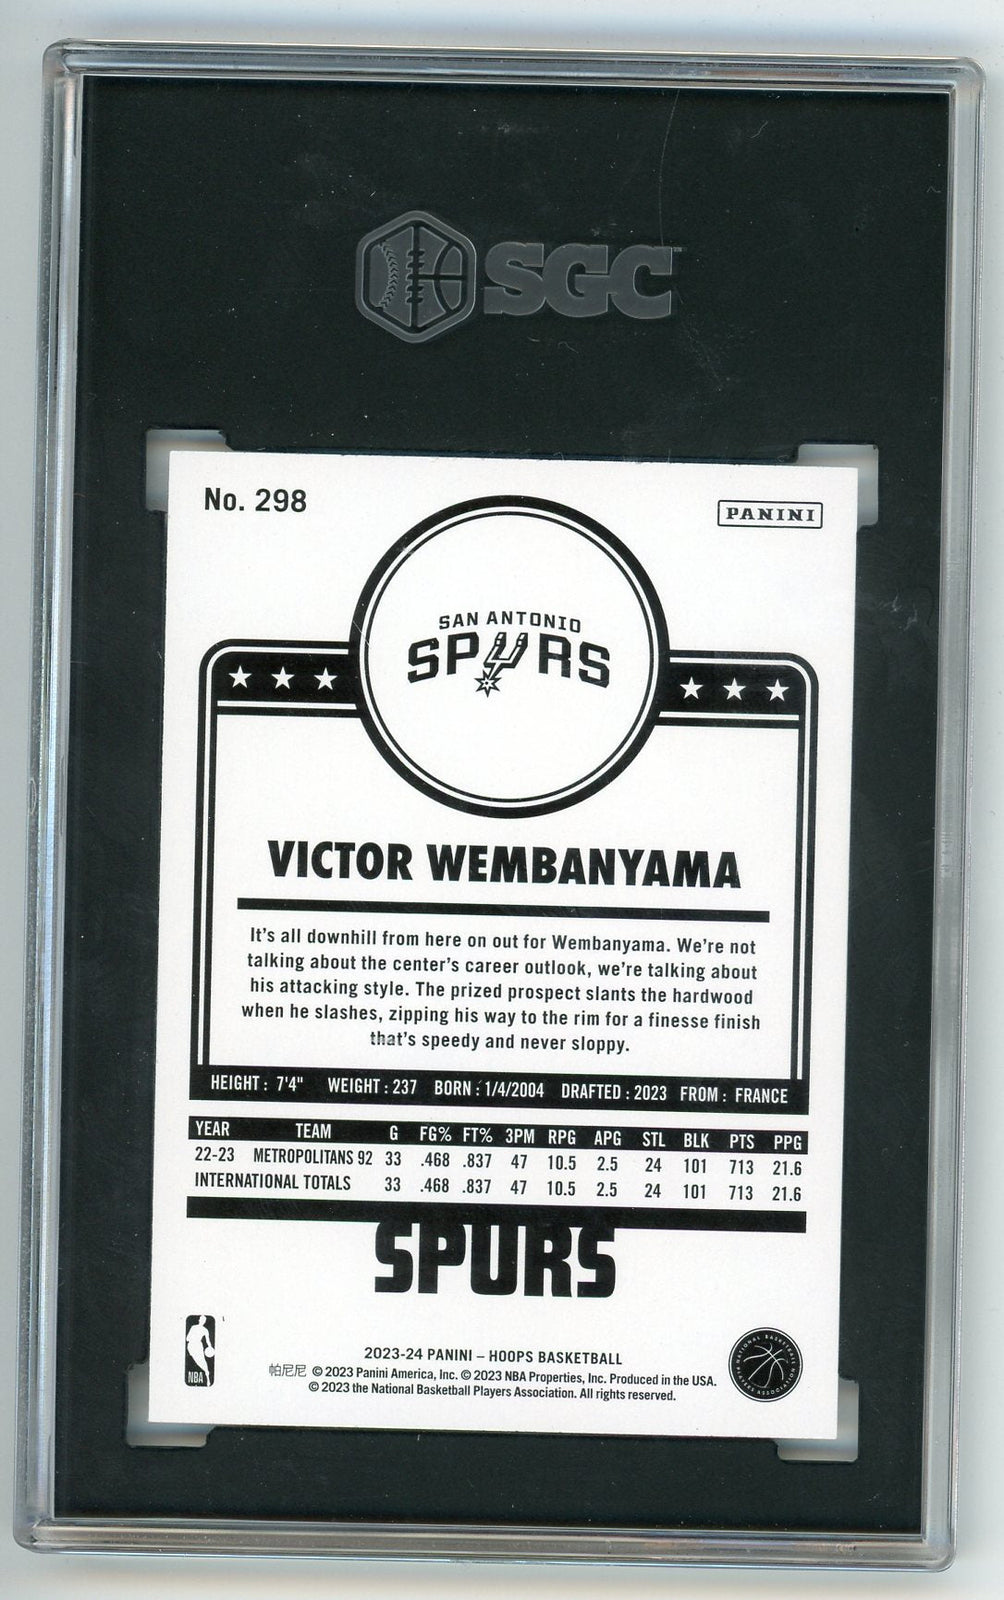 SGC
No. 298
PANINI
SAN ANTONIO
SPURS
VICTOR WEMBANYAMA
It's all downhill from here on out for Wembanyama. We're not
talking about the center's career outlook, we're talking about
his attacking style. The prized prospect slants the hardwood
when he slashes, zipping his way to the rim for a finesse finish
that's speedy and never sloppy.
HEIGHT : 7'4" WEIGHT : 237 BORN : 1/4/2004 DRAFTED : 2023 FROM : FRANCE
YEAR TEAM G FG% FT% 3PM RPG APG STL BLK PTS PPG
22-23 METROPOLITANS 92 33 .468 .837 47 10.5 2.5 24 101 713 21.6
INTERNATIONAL TOTALS 33 .468 .837 47 10.5 2.5 24 101 713 21.6
SPURS
NBA
2023-24 PANINI – HOOPS BASKETBALL
帕尼尼 © 2023 Panini America, Inc. © 2023 NBA Properties, Inc. Produced in the USA.
© 2023 the National Basketball Players Association. All rights reserved.
NATIONAL BASKETBALL PLAYERS ASSOCIATION